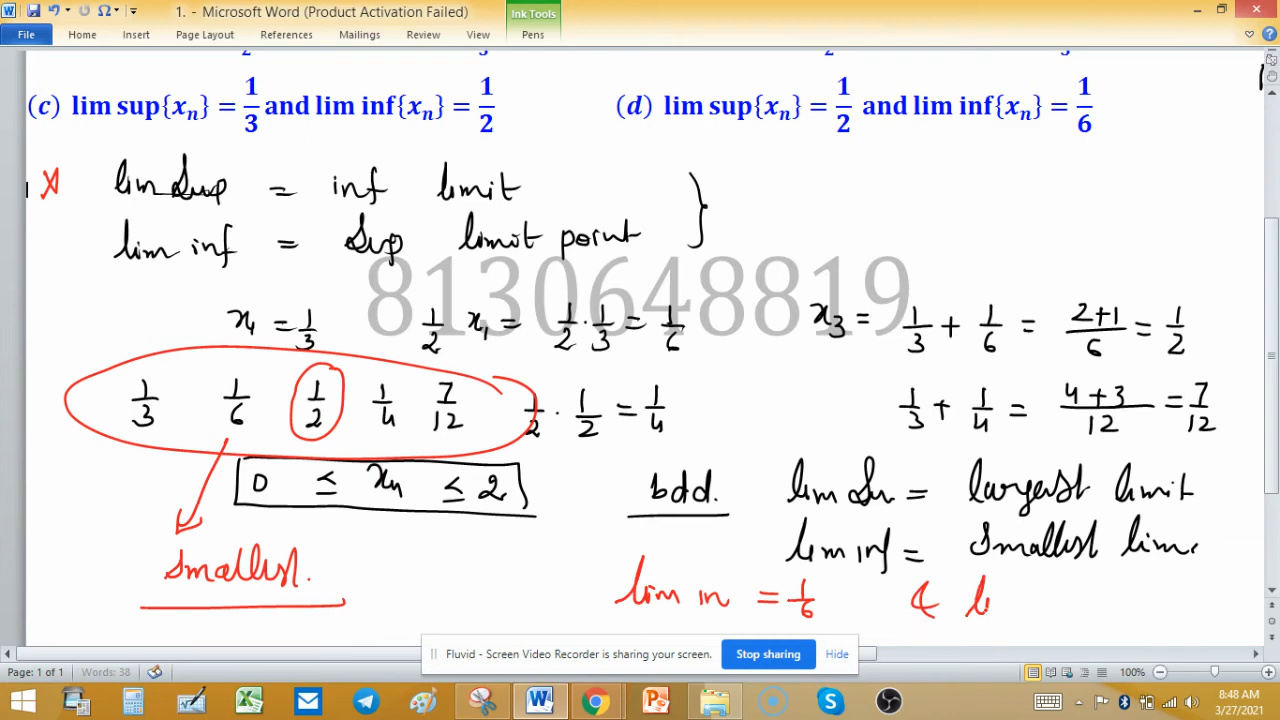 1. - Microsoft Word (Product Activation Failed)
Ink Tools
File Home Insert Page Layout References Mailings Review View Pens
(c) lim sup{xₙ} = 1/3 and lim inf{xₙ} = 1/2
(d) lim sup{xₙ} = 1/2 and lim inf{xₙ} = 1/6
lim Sup = inf limit
lim inf = Sup limit point
8130648819
x₁ = 1/3 1/2 x₁ = 1/2 · 1/3 = 1/6 x₃ = 1/3 + 1/6 = 2+1/6 = 1/2
1/3 1/6 1/2 1/4 7/12 1/2 · 1/2 = 1/4 1/3 + 1/4 = 4+3/12 = 7/12
0 ≤ xₙ ≤ 2 bdd. lim Su = largest limit
lim inf = Smallest lim
Smallest.
lim in = 1/6 & l
Fluvid - Screen Video Recorder is sharing your screen. Stop sharing Hide
Page: 1 of 1 Words: 38 100%
8:48 AM
3/27/2021